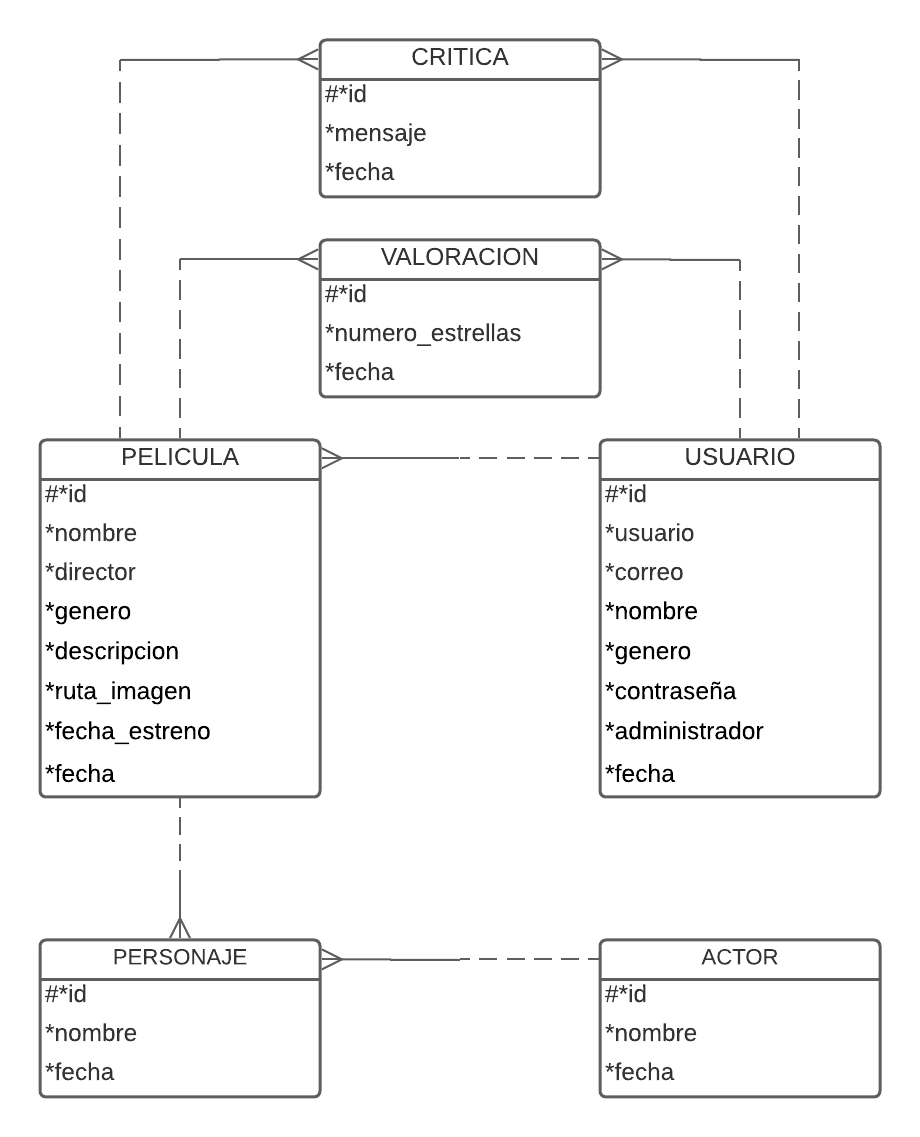 CRITICA
#*id
*mensaje
*fecha
VALORACION
#*id
*numero_estrellas
*fecha
PELICULA
#*id
*nombre
*director
*genero
*descripcion
*ruta_imagen
*fecha_estreno
*fecha
USUARIO
#*id
*usuario
*correo
*nombre
*genero
*contraseña
*administrador
*fecha
PERSONAJE
#*id
*nombre
*fecha
ACTOR
#*id
*nombre
*fecha